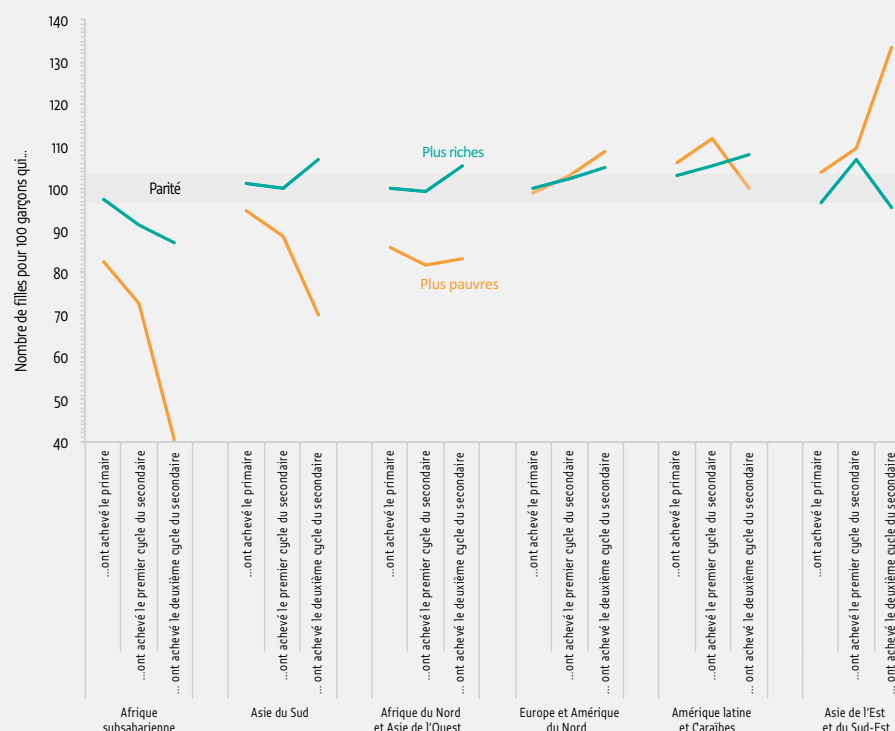 140
130
120
110
100
90
80
70
60
50
40
Nombre de filles pour 100 garçons qui...
Parité
Plus riches
Plus pauvres
...ont achevé le primaire
...ont achevé le premier cycle du secondaire
... ont achevé le deuxième cycle du secondaire
...ont achevé le primaire
...ont achevé le premier cycle du secondaire
... ont achevé le deuxième cycle du secondaire
...ont achevé le primaire
...ont achevé le premier cycle du secondaire
... ont achevé le deuxième cycle du secondaire
...ont achevé le primaire
...ont achevé le premier cycle du secondaire
... ont achevé le deuxième cycle du secondaire
...ont achevé le primaire
...ont achevé le premier cycle du secondaire
... ont achevé le deuxième cycle du secondaire
...ont achevé le primaire
...ont achevé le premier cycle du secondaire
... ont achevé le deuxième cycle du secondaire
Afrique
subsaharienne
Asie du Sud
Afrique du Nord
et Asie de l'Ouest
Europe et Amérique
du Nord
Amérique latine
et Caraïbes
Asie de l'Est
et du Sud-Est